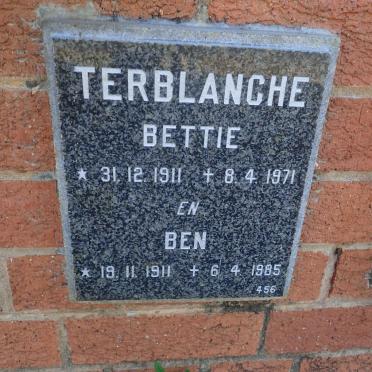 TERBLANCHE
BETTIE
* 31.12.1911 + 8.4.1971
EN
BEN
* 19.11.1911 + 6.4.1985
456